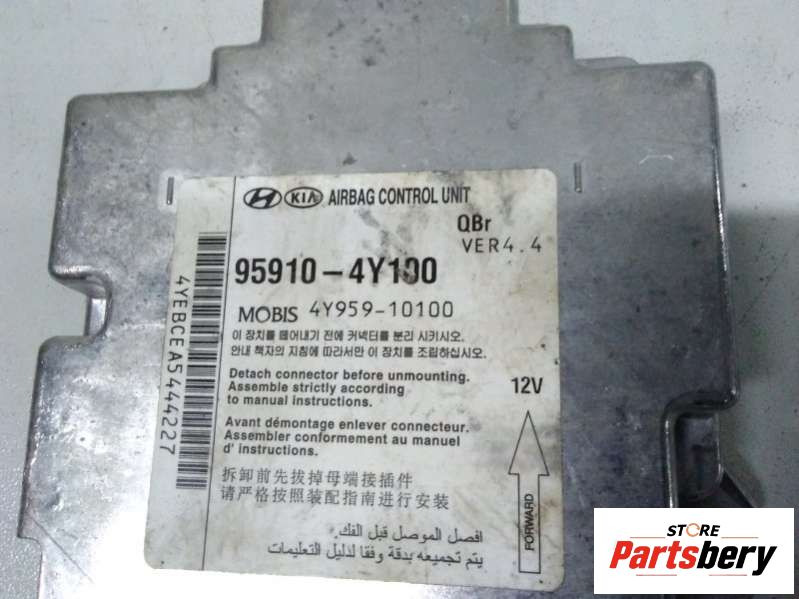 HYUNDAI KIA AIRBAG CONTROL UNIT
QBr
VER4.4
95910-4Y100
MOBIS 4Y959-10100
이 장치를 떼어내기 전에 커넥터를 분리 시키시오.
안내 책자의 지침에 따라서만 이 장치를 조립하십시오.
Detach connector before unmounting.
Assemble strictly according
to manual instructions.
12V
Avant démontage enlever connecteur.
Assembler conformement au manuel
d' instructions.
拆卸前先拔掉母端接插件
请严格按照装配指南进行安装
افصل الموصل قبل الفك.
يتم تجميعه بدقة وفقا لدليل التعليمات
FORWARD
4YEBCEA5444227
STORE
Partsbery